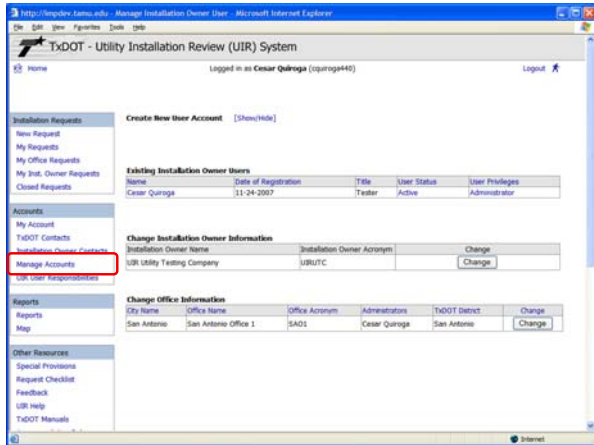 http://impdev.tamu.edu - Manage Installation Owner User - Microsoft Internet Explorer
File Edit View Favorites Tools Help
TxDOT - Utility Installation Review (UIR) System
Home Logged in as Cesar Quiroga (cquiroga440) Logout
Installation Requests
New Request
My Requests
My Office Requests
My Inst. Owner Requests
Closed Requests
Accounts
My Account
TxDOT Contacts
Installation Owner Contacts
Manage Accounts
UIR User Responsibilities
Reports
Reports
Map
Other Resources
Special Provisions
Request Checklist
Feedback
UIR Help
TxDOT Manuals
Create New User Account [Show/Hide]
Existing Installation Owner Users
Name Date of Registration Title User Status User Privileges
Cesar Quiroga 11-24-2007 Tester Active Administrator
Change Installation Owner Information
Installation Owner Name Installation Owner Acronym Change
UIR Utility Testing Company UIRUTC Change
Change Office Information
City Name Office Name Office Acronym Administrators TxDOT District Change
San Antonio San Antonio Office 1 SAO1 Cesar Quiroga San Antonio Change
Internet